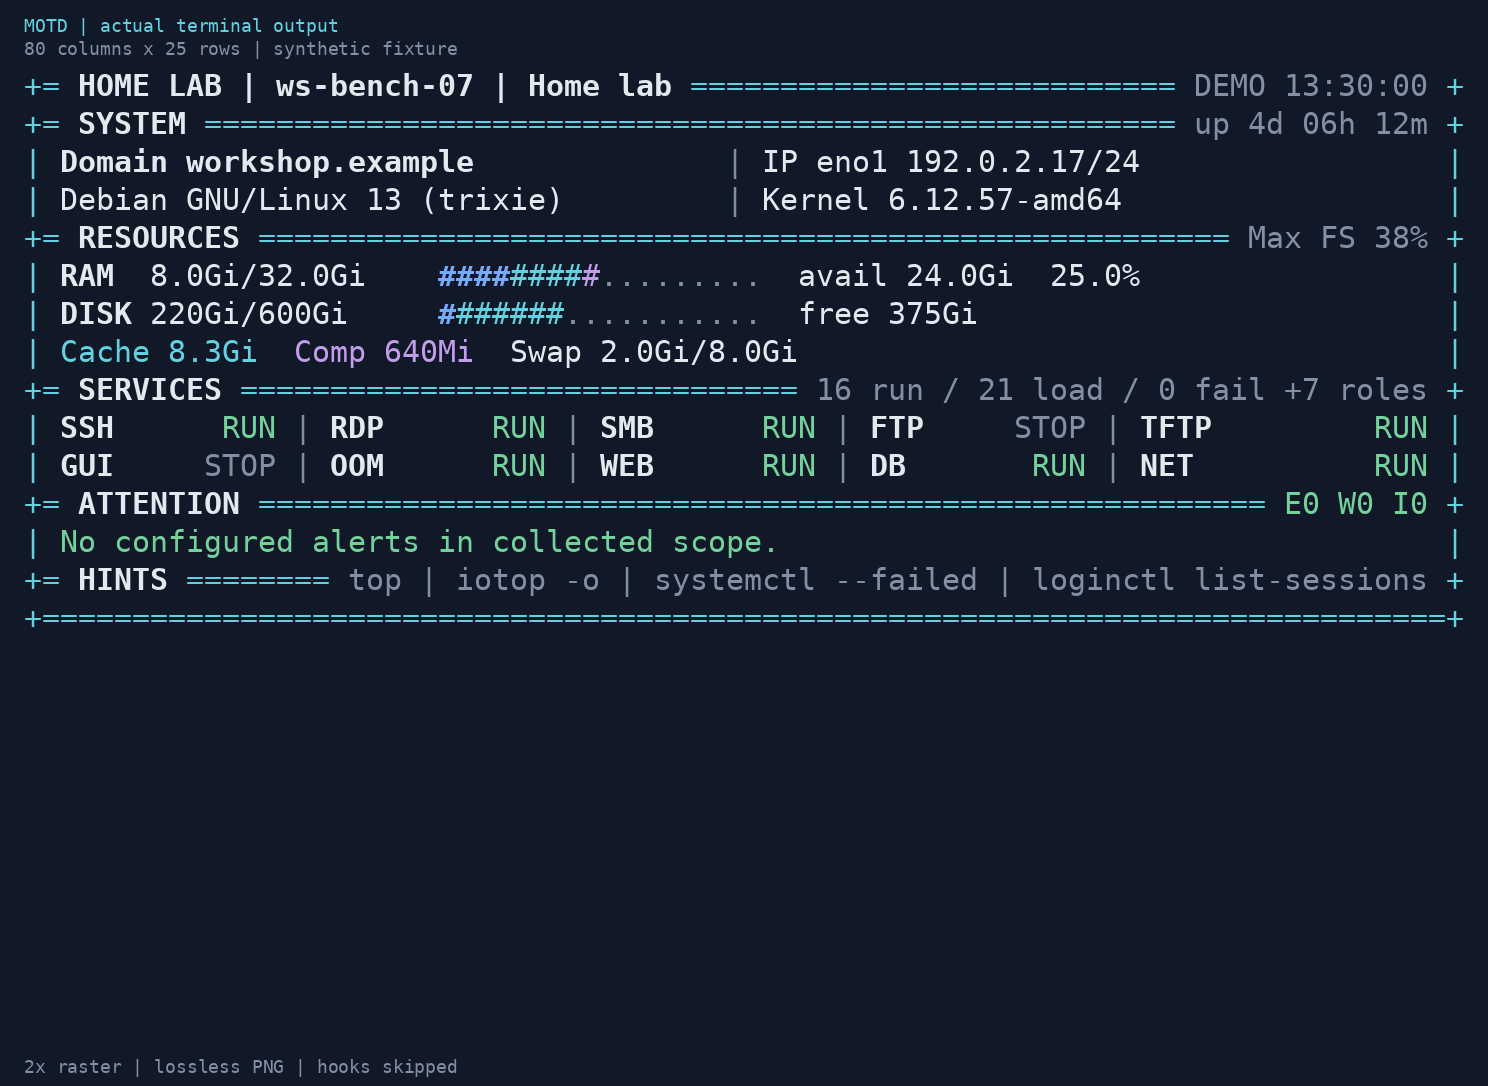 MOTD | actual terminal output
80 columns x 25 rows | synthetic fixture
+= HOME LAB | ws-bench-07 | Home lab =========================== DEMO 13:30:00 +
+= SYSTEM ====================================================== up 4d 06h 12m +
| Domain workshop.example              | IP eno1 192.0.2.17/24                 |
| Debian GNU/Linux 13 (trixie)         | Kernel 6.12.57-amd64                  |
+= RESOURCES ====================================================== Max FS 38% +
| RAM  8.0Gi/32.0Gi    #########.........  avail 24.0Gi  25.0%                 |
| DISK 220Gi/600Gi     #######...........  free 375Gi                          |
| Cache 8.3Gi  Comp 640Mi  Swap 2.0Gi/8.0Gi                                    |
+= SERVICES =============================== 16 run / 21 load / 0 fail +7 roles +
| SSH      RUN | RDP      RUN | SMB      RUN | FTP     STOP | TFTP         RUN |
| GUI     STOP | OOM      RUN | WEB      RUN | DB       RUN | NET          RUN |
+= ATTENTION ======================================================== E0 W0 I0 +
| No configured alerts in collected scope.                                     |
+= HINTS ======== top | iotop -o | systemctl --failed | loginctl list-sessions +
+==============================================================================+
2x raster | lossless PNG | hooks skipped